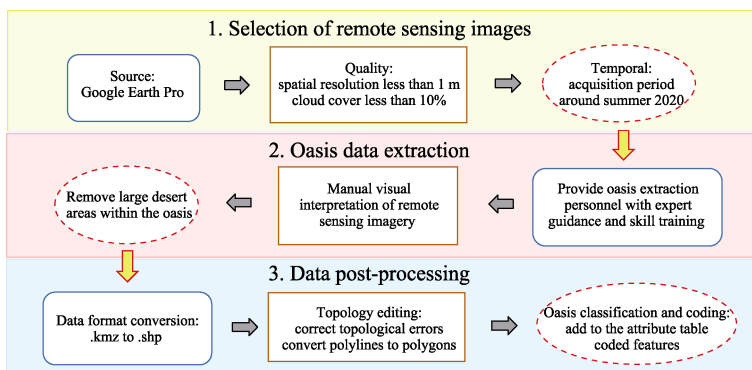 1. Selection of remote sensing images
Source:
Google Earth Pro
Quality:
spatial resolution less than 1 m
cloud cover less than 10%
Temporal:
acquisition period
around summer 2020
2. Oasis data extraction
Provide oasis extraction
personnel with expert
guidance and skill training
Manual visual
interpretation of remote
sensing imagery
Remove large desert
areas within the oasis
3. Data post-processing
Data format conversion:
.kmz to .shp
Topology editing:
correct topological errors
convert polylines to polygons
Oasis classification and coding:
add to the attribute table
coded features